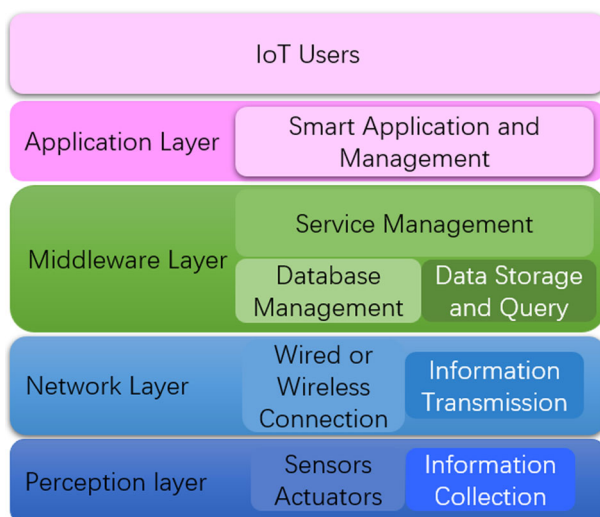 IoT Users
Application Layer
Smart Application and
Management
Middleware Layer
Service Management
Database
Management
Data Storage
and Query
Network Layer
Wired or
Wireless
Connection
Information
Transmission
Perception layer
Sensors
Actuators
Information
Collection